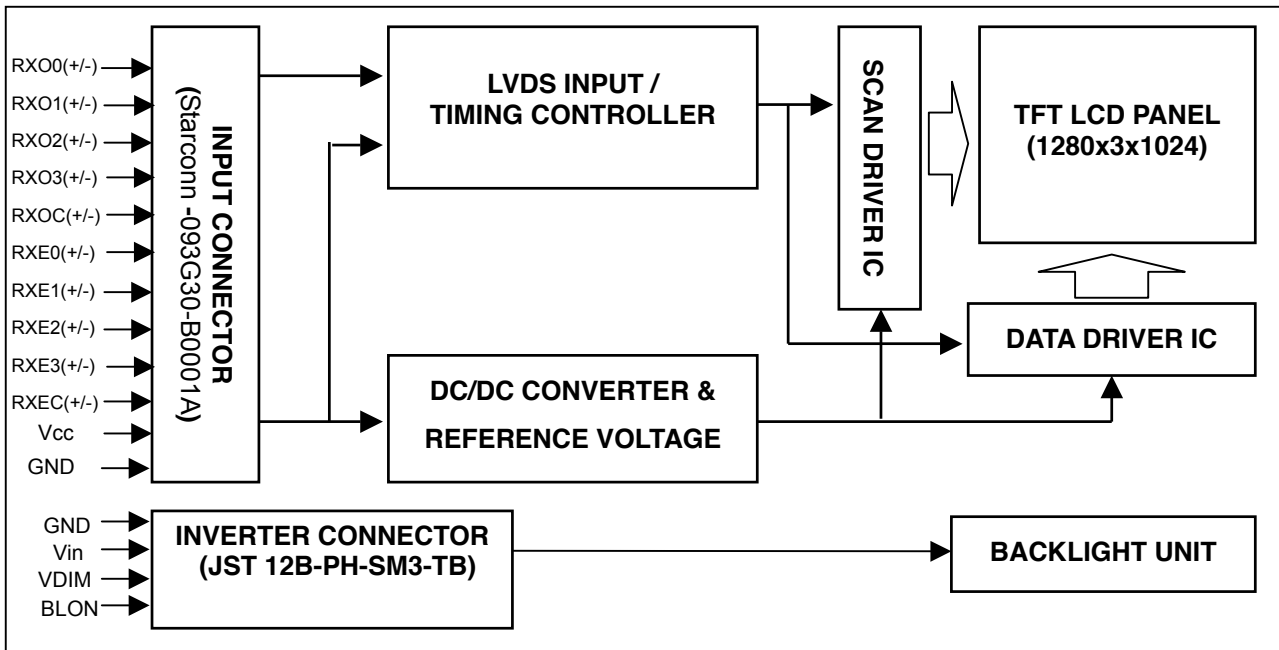 RXO0(+/-)
RXO1(+/-)
RXO2(+/-)
RXO3(+/-)
RXOC(+/-)
RXE0(+/-)
RXE1(+/-)
RXE2(+/-)
RXE3(+/-)
RXEC(+/-)
Vcc
GND
INPUT CONNECTOR
(Starconn -093G30-B0001A)
LVDS INPUT /
TIMING CONTROLLER
SCAN DRIVER IC
TFT LCD PANEL
(1280x3x1024)
DATA DRIVER IC
DC/DC CONVERTER &
REFERENCE VOLTAGE
GND
Vin
VDIM
BLON
INVERTER CONNECTOR
(JST 12B-PH-SM3-TB)
BACKLIGHT UNIT